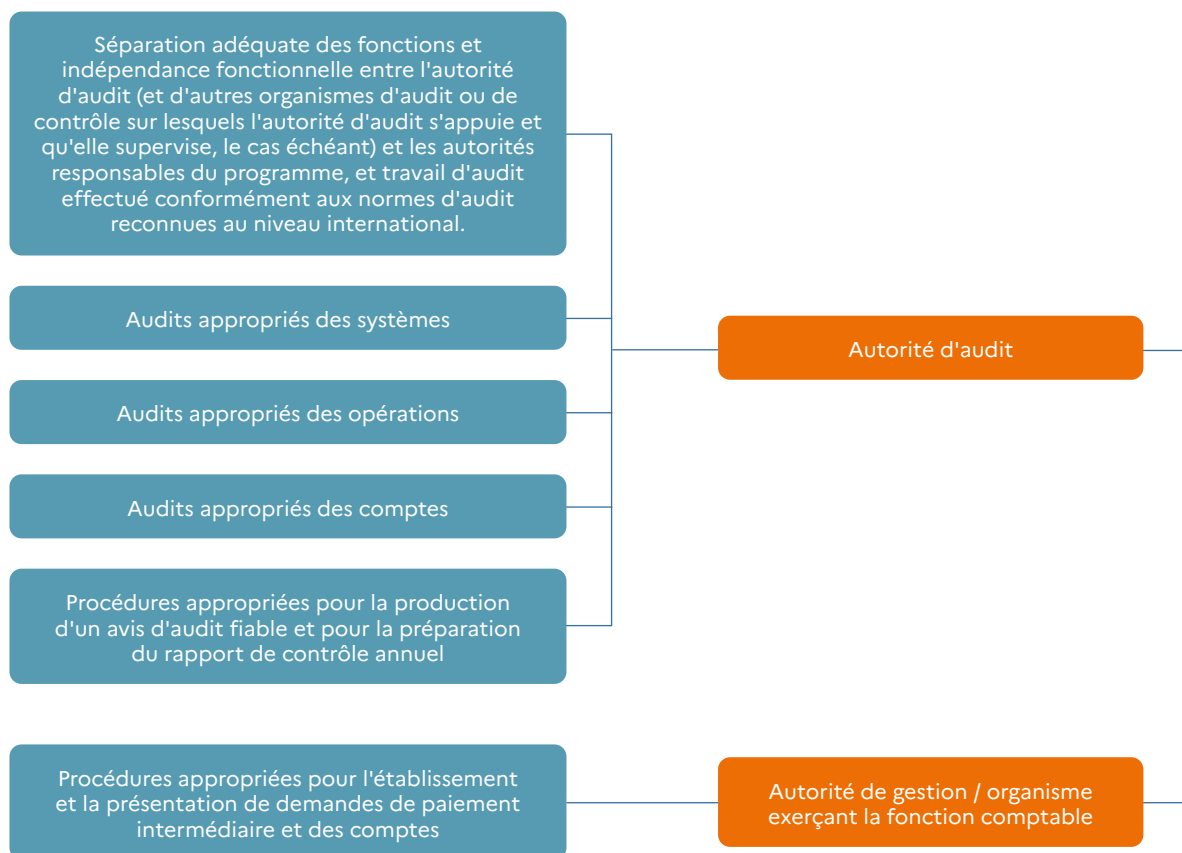 Séparation adéquate des fonctions et
indépendance fonctionnelle entre l'autorité
d'audit (et d'autres organismes d'audit ou de
contrôle sur lesquels l'autorité d'audit s'appuie et
qu'elle supervise, le cas échéant) et les autorités
responsables du programme, et travail d'audit
effectué conformément aux normes d'audit
reconnues au niveau international.
Audits appropriés des systèmes
Autorité d'audit
Audits appropriés des opérations
Audits appropriés des comptes
Procédures appropriées pour la production
d'un avis d'audit fiable et pour la préparation
du rapport de contrôle annuel
Procédures appropriées pour l'établissement
et la présentation de demandes de paiement
intermédiaire et des comptes
Autorité de gestion / organisme
exerçant la fonction comptable